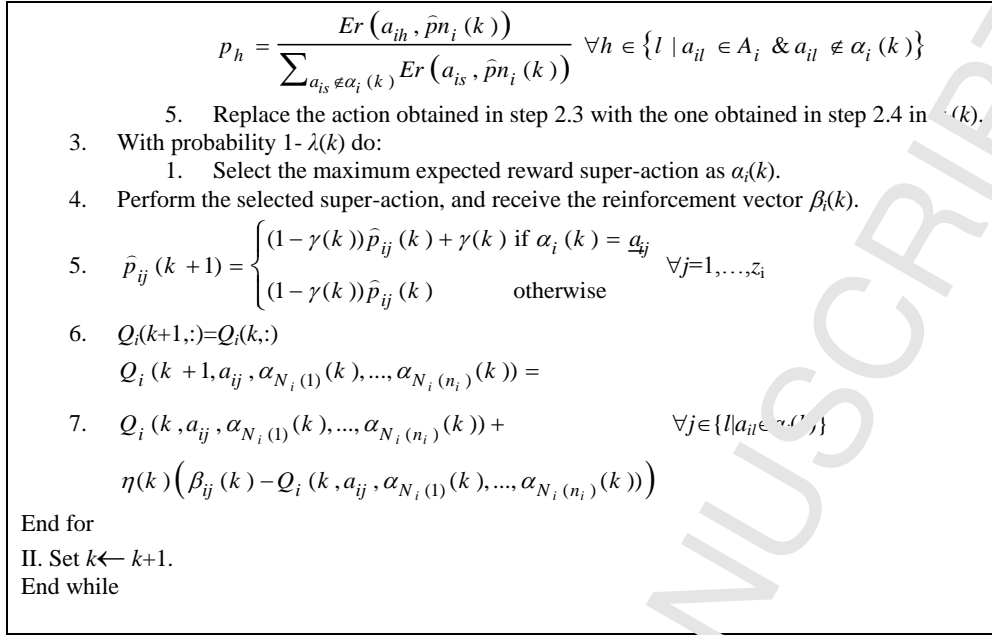 p_h = Er(a_ih, p̂n_i(k)) / ∑_{a_is ∉ α_i(k)} Er(a_is, p̂n_i(k)) ∀h ∈ {l | a_il ∈ A_i & a_il ∉ α_i(k)}
5. Replace the action obtained in step 2.3 with the one obtained in step 2.4 in (k).
3. With probability 1- λ(k) do:
1. Select the maximum expected reward super-action as α_i(k).
4. Perform the selected super-action, and receive the reinforcement vector β_i(k).
5. p̂_ij(k+1) = { (1 − γ(k))p̂_ij(k) + γ(k) if α_i(k) = a_ij ∀j=1,…,z_i
(1 − γ(k))p̂_ij(k) otherwise
6. Q_i(k+1,:)=Q_i(k,:)
Q_i(k+1, a_ij, α_{N_i(1)}(k),..., α_{N_i(n_i)}(k)) =
7. Q_i(k, a_ij, α_{N_i(1)}(k),..., α_{N_i(n_i)}(k)) + ∀j∈{l|a_il∈ }
η(k)(β_ij(k) − Q_i(k, a_ij, α_{N_i(1)}(k),..., α_{N_i(n_i)}(k)))
End for
II. Set k← k+1.
End while
NUSCRIP